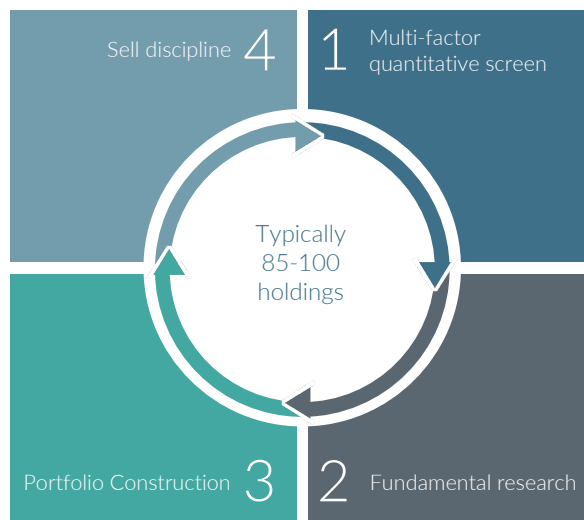 Sell discipline 4
1 Multi-factor
quantitative screen
Typically
85-100
holdings
Portfolio Construction 3
2 Fundamental research